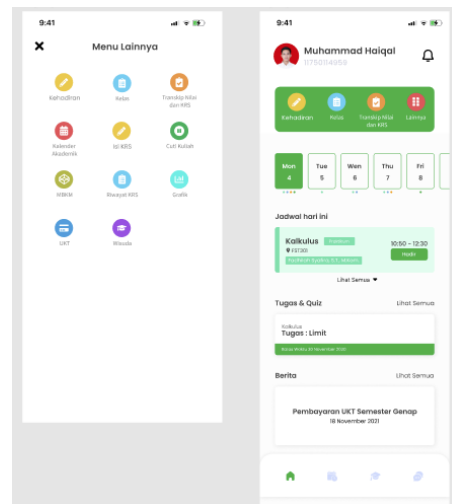 9:41
Menu Lainnya
Kehadiran
Kelas
Transkip Nilai
dan KRS
Kalender
Akademik
Isi KRS
Cuti Kuliah
MBKM
Riwayat KRS
Grafik
UKT
Wisuda
9:41
Muhammad Haiqal
11750114959
Kehadiran
Kelas
Transkip Nilai
dan KRS
Lainnya
Mon
4
Tue
5
Wen
6
Thu
7
Fri
8
Jadwal hari ini
Kalkulus
FST301
10:50 - 12:30
Hadir
Lihat Semua
Tugas & Quiz
Lihat Semua
Kalkulus
Tugas : Limit
Berita
Lihat Semua
Pembayaran UKT Semester Genap
18 November 2021